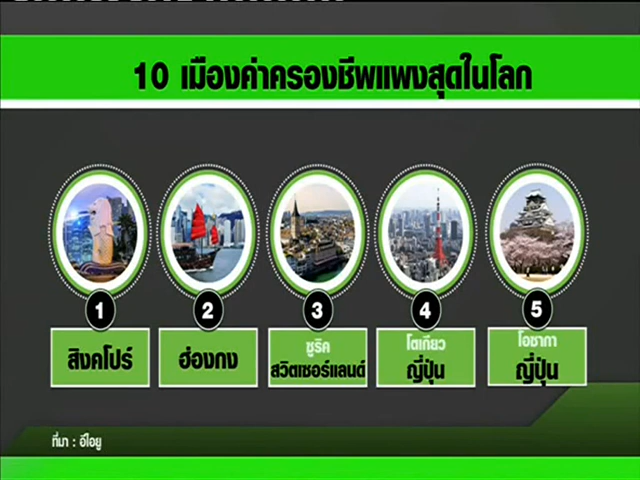 10 เมืองค่าครองชีพแพงสุดในโลก
1
2
3
4
5
สิงคโปร์
ฮ่องกง
ซูริค
สวิตเซอร์แลนด์
โตเกียว
ญี่ปุ่น
โอซากา
ญี่ปุ่น
ที่มา : อีไอยู